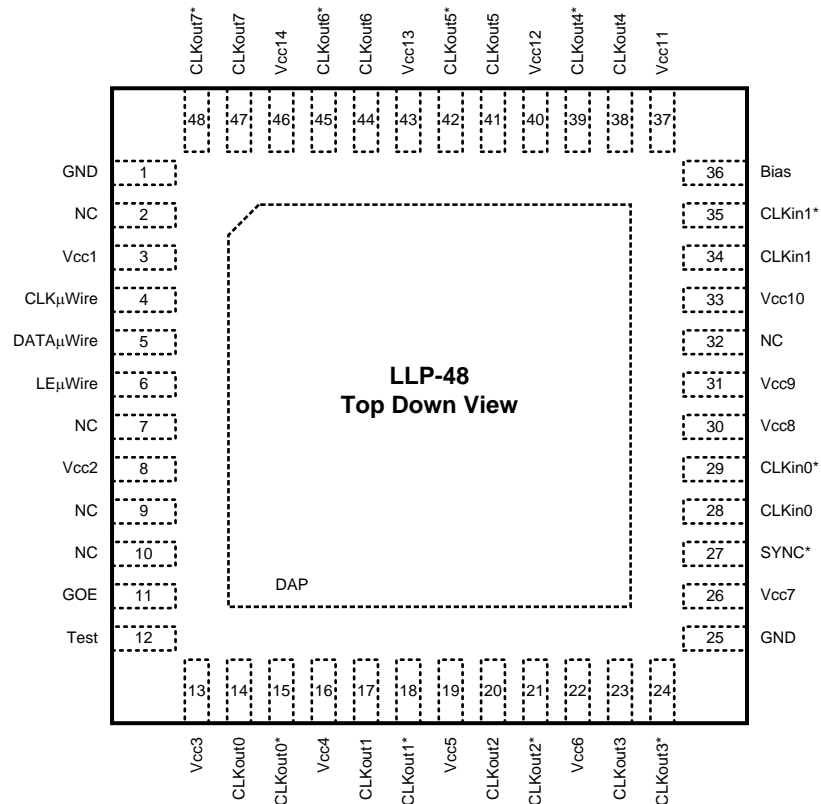 CLKout7*
CLKout7
Vcc14
CLKout6*
CLKout6
Vcc13
CLKout5*
CLKout5
Vcc12
CLKout4*
CLKout4
Vcc11
48 47 46 45 44 43 42 41 40 39 38 37
GND 1 36 Bias
NC 2 35 CLKin1*
Vcc1 3 34 CLKin1
CLKμWire 4 33 Vcc10
DATAμWire 5 32 NC
LEμWire 6 31 Vcc9
NC 7 30 Vcc8
Vcc2 8 29 CLKin0*
NC 9 28 CLKin0
NC 10 27 SYNC*
GOE 11 26 Vcc7
Test 12 25 GND
LLP-48
Top Down View
DAP
13 14 15 16 17 18 19 20 21 22 23 24
Vcc3
CLKout0
CLKout0*
Vcc4
CLKout1
CLKout1*
Vcc5
CLKout2
CLKout2*
Vcc6
CLKout3
CLKout3*